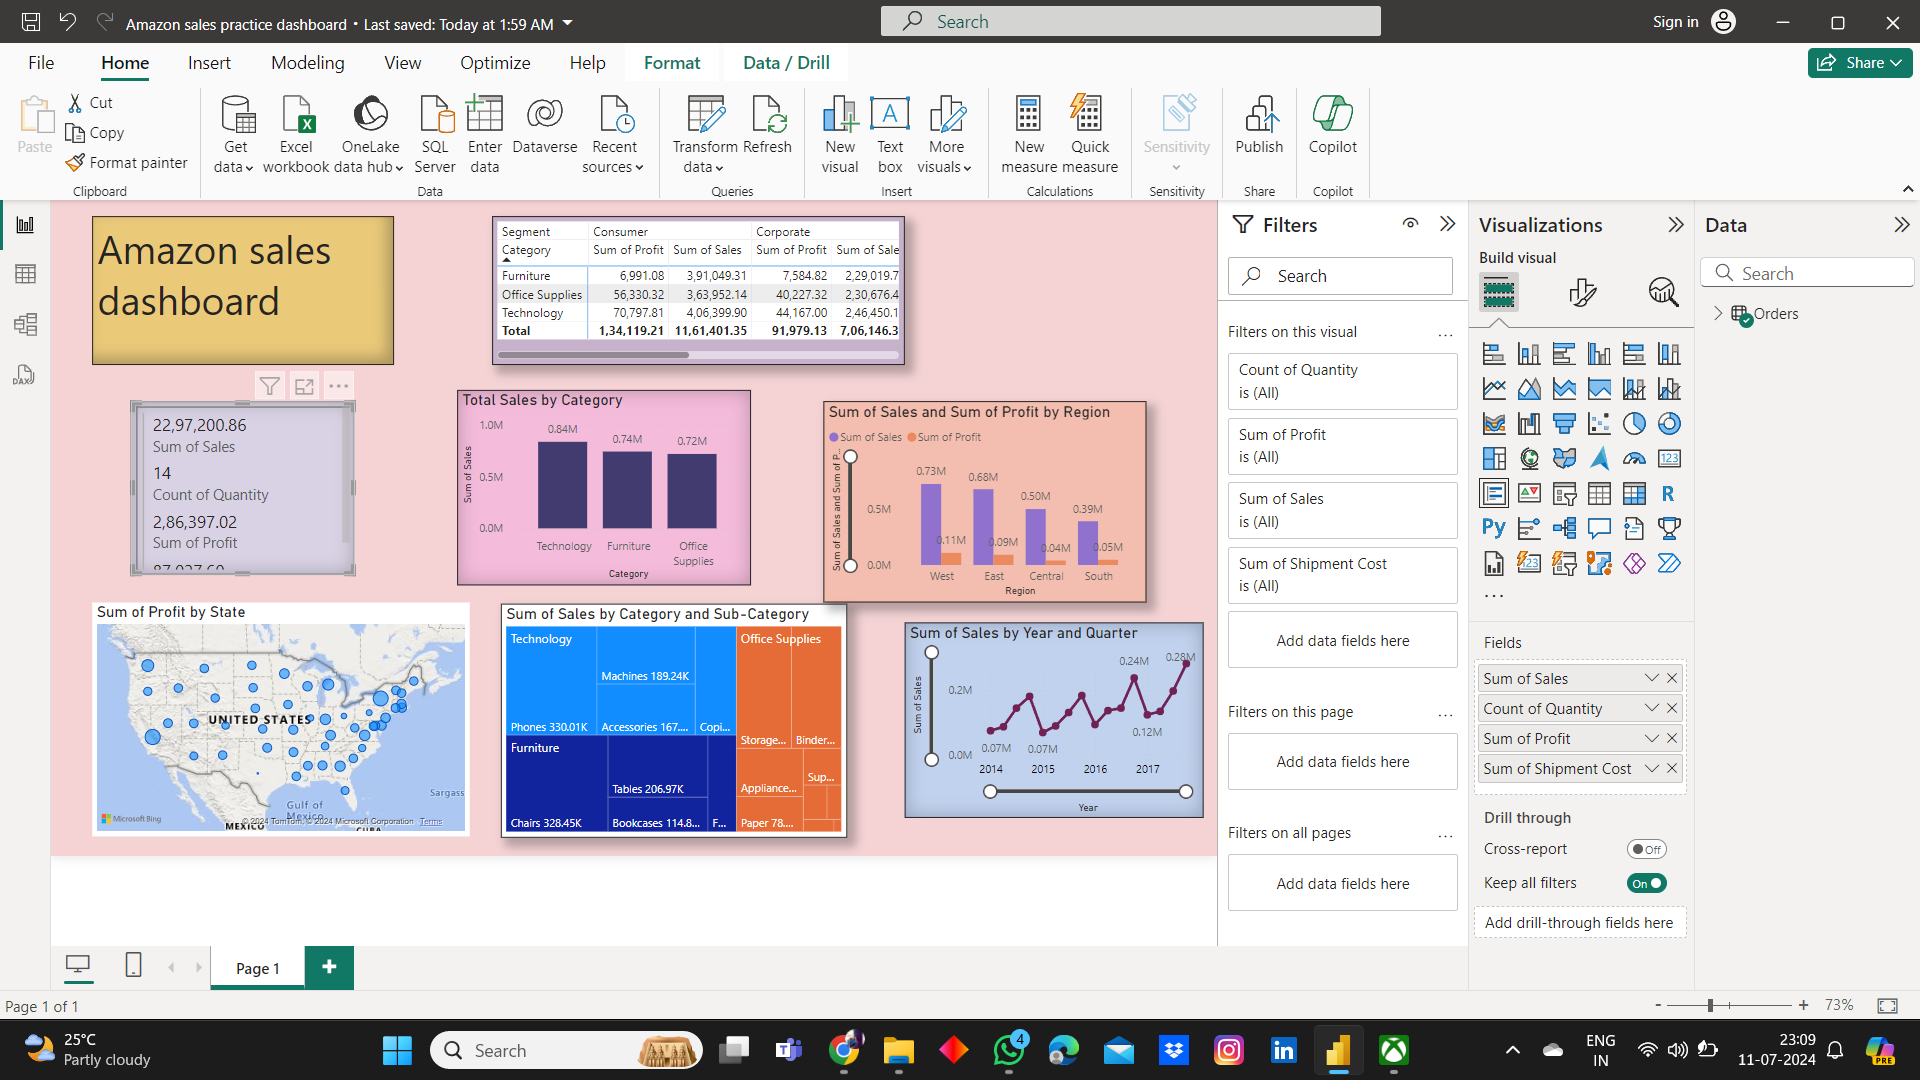 Amazon sales practice dashboard • Last saved: Today at 1:59 AM
Search
Sign in
File
Home
Insert
Modeling
View
Optimize
Help
Format
Data / Drill
Share
Paste
Cut
Copy
Format painter
Clipboard
Get data
Excel workbook
OneLake data hub
SQL Server
Enter data
Dataverse
Recent sources
Data
Transform data
Refresh
Queries
New visual
Text box
More visuals
Insert
New measure
Quick measure
Calculations
Sensitivity
Sensitivity
Publish
Share
Copilot
Copilot
Amazon sales
dashboard
Segment Consumer Corporate
Category Sum of Profit Sum of Sales Sum of Profit Sum of Sale
Furniture 6,991.08 3,91,049.31 7,584.82 2,29,019.7
Office Supplies 56,330.32 3,63,952.14 40,227.32 2,30,676.4
Technology 70,797.81 4,06,399.90 44,167.00 2,46,450.1
Total 1,34,119.21 11,61,401.35 91,979.13 7,06,146.3
22,97,200.86
Sum of Sales
14
Count of Quantity
2,86,397.02
Sum of Profit
Total Sales by Category
Sum of Sales
1.0M
0.5M
0.0M
0.84M
0.74M
0.72M
Technology
Furniture
Office Supplies
Category
Sum of Sales and Sum of Profit by Region
Sum of Sales Sum of Profit
Sum of Sales and Sum of P...
0.5M
0.0M
0.73M
0.68M
0.50M
0.39M
0.11M
0.09M
0.04M
0.05M
West
East
Central
South
Region
Sum of Profit by State
UNITED STATES
Gulf of
Mexico
MEXICO
CUBA
Sargass
Microsoft Bing
© 2024 TomTom, © 2024 Microsoft Corporation Terms
Sum of Sales by Category and Sub-Category
Technology
Phones 330.01K
Machines 189.24K
Accessories 167....
Copi...
Furniture
Chairs 328.45K
Tables 206.97K
Bookcases 114.8...
F...
Office Supplies
Storage...
Binder...
Appliance...
Sup...
Paper 78....
Sum of Sales by Year and Quarter
Sum of Sales
0.2M
0.0M
0.07M
0.07M
0.24M
0.12M
0.28M
2014
2015
2016
2017
Year
Filters
Search
Filters on this visual
Count of Quantity
is (All)
Sum of Profit
is (All)
Sum of Sales
is (All)
Sum of Shipment Cost
is (All)
Add data fields here
Filters on this page
Add data fields here
Filters on all pages
Add data fields here
Visualizations
Build visual
123
R
Py
123
...
Fields
Sum of Sales
Count of Quantity
Sum of Profit
Sum of Shipment Cost
Drill through
Cross-report
Off
Keep all filters
On
Add drill-through fields here
Data
Search
Orders
DAX
Page 1
Page 1 of 1
73%
25°C
Partly cloudy
Search
4
ENG
IN
23:09
11-07-2024
PRE